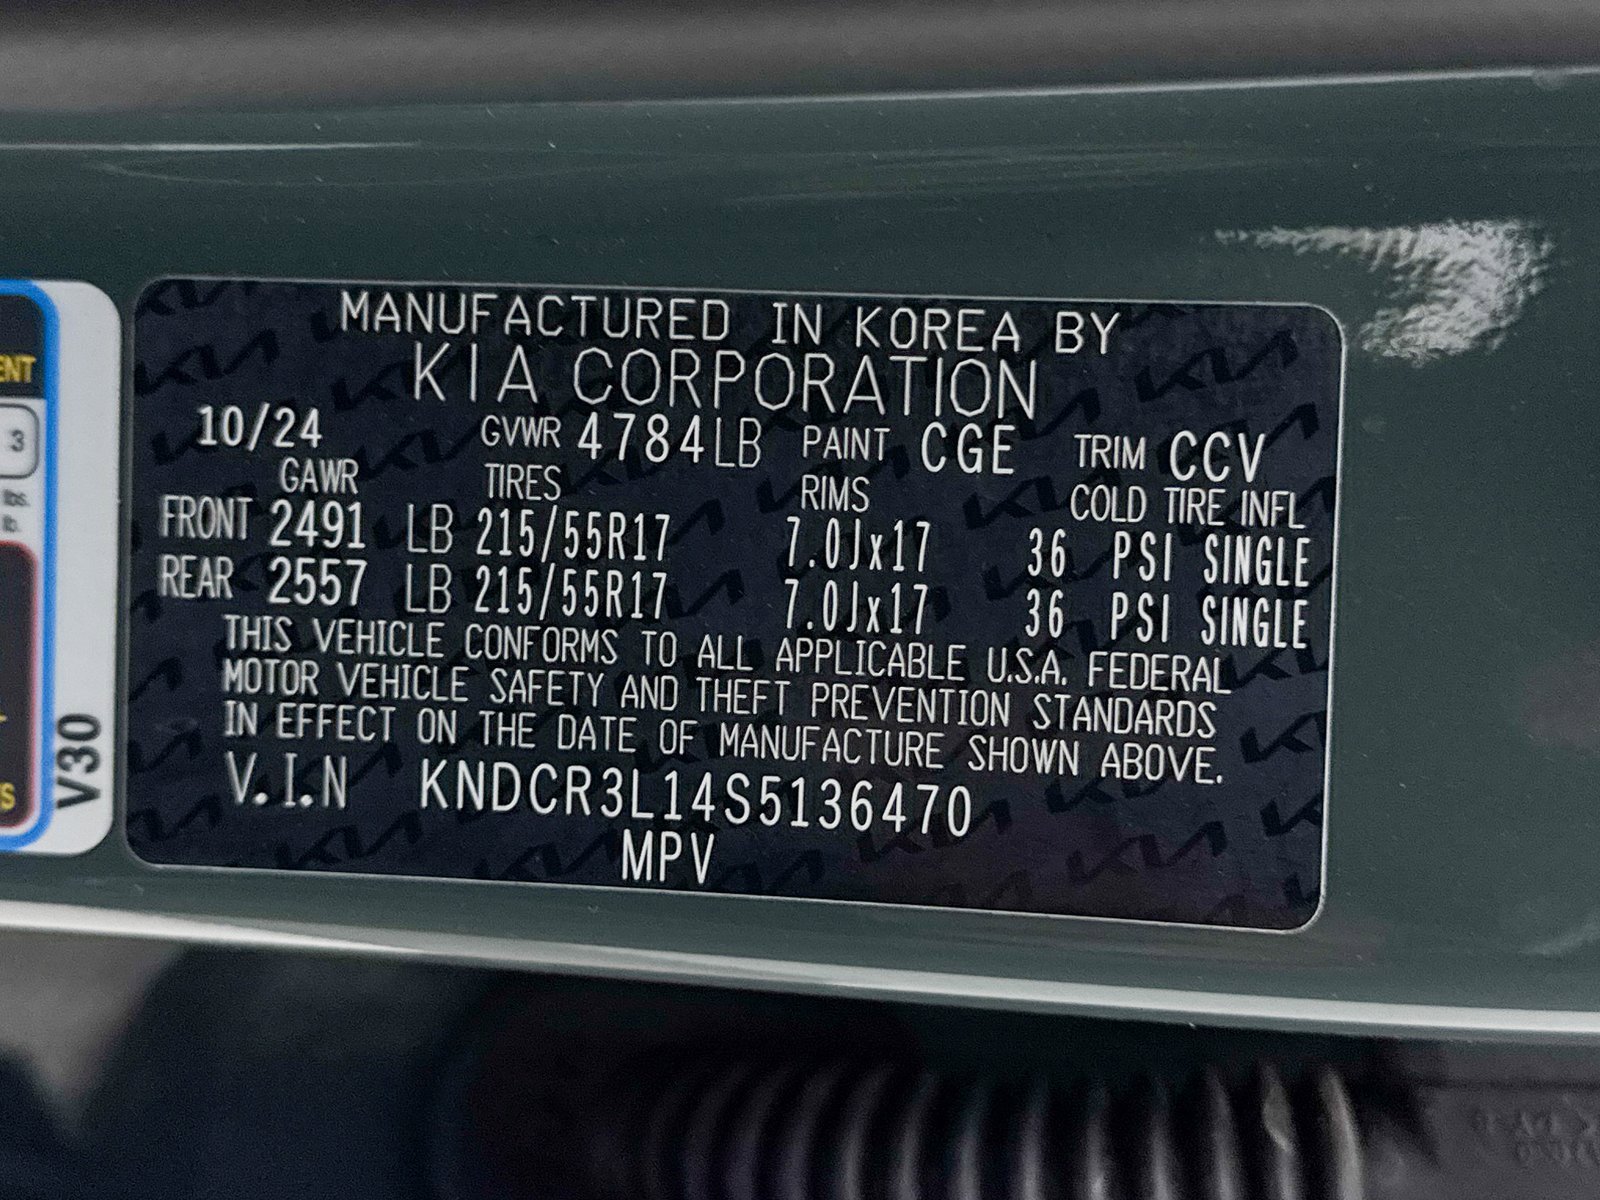 MANUFACTURED IN KOREA BY
KIA CORPORATION
10/24 GVWR 4784LB PAINT CGE TRIM CCV
GAWR TIRES RIMS COLD TIRE INFL
FRONT 2491 LB 215/55R17 7.0Jx17 36 PSI SINGLE
REAR 2557 LB 215/55R17 7.0Jx17 36 PSI SINGLE
THIS VEHICLE CONFORMS TO ALL APPLICABLE U.S.A. FEDERAL
MOTOR VEHICLE SAFETY AND THEFT PREVENTION STANDARDS
IN EFFECT ON THE DATE OF MANUFACTURE SHOWN ABOVE.
V.I.N KNDCR3L14S5136470
MPV
3
lbs.
lb.
V30